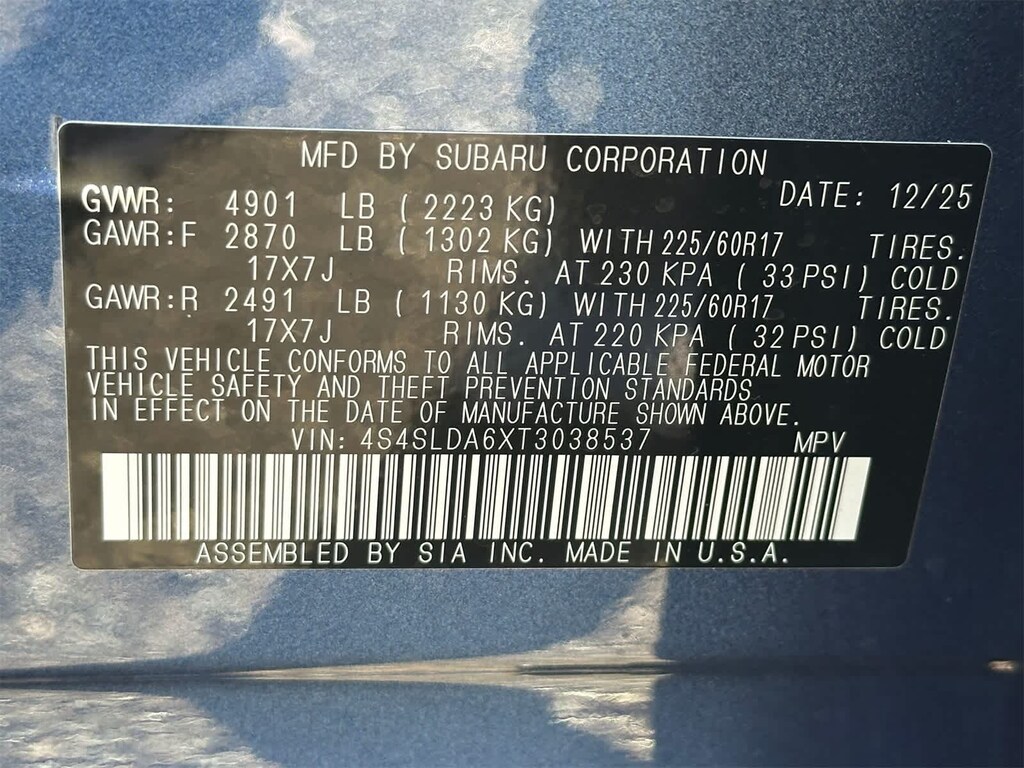 MFD BY SUBARU CORPORATION
GVWR: 4901 LB ( 2223 KG) DATE: 12/25
GAWR:F 2870 LB ( 1302 KG) WITH 225/60R17 TIRES.
17X7J RIMS. AT 230 KPA ( 33 PSI) COLD
GAWR:R 2491 LB ( 1130 KG) WITH 225/60R17 TIRES.
17X7J RIMS. AT 220 KPA ( 32 PSI) COLD
THIS VEHICLE CONFORMS TO ALL APPLICABLE FEDERAL MOTOR
VEHICLE SAFETY AND THEFT PREVENTION STANDARDS
IN EFFECT ON THE DATE OF MANUFACTURE SHOWN ABOVE.
VIN: 4S4SLDA6XT3038537 MPV
ASSEMBLED BY SIA INC. MADE IN U.S.A.